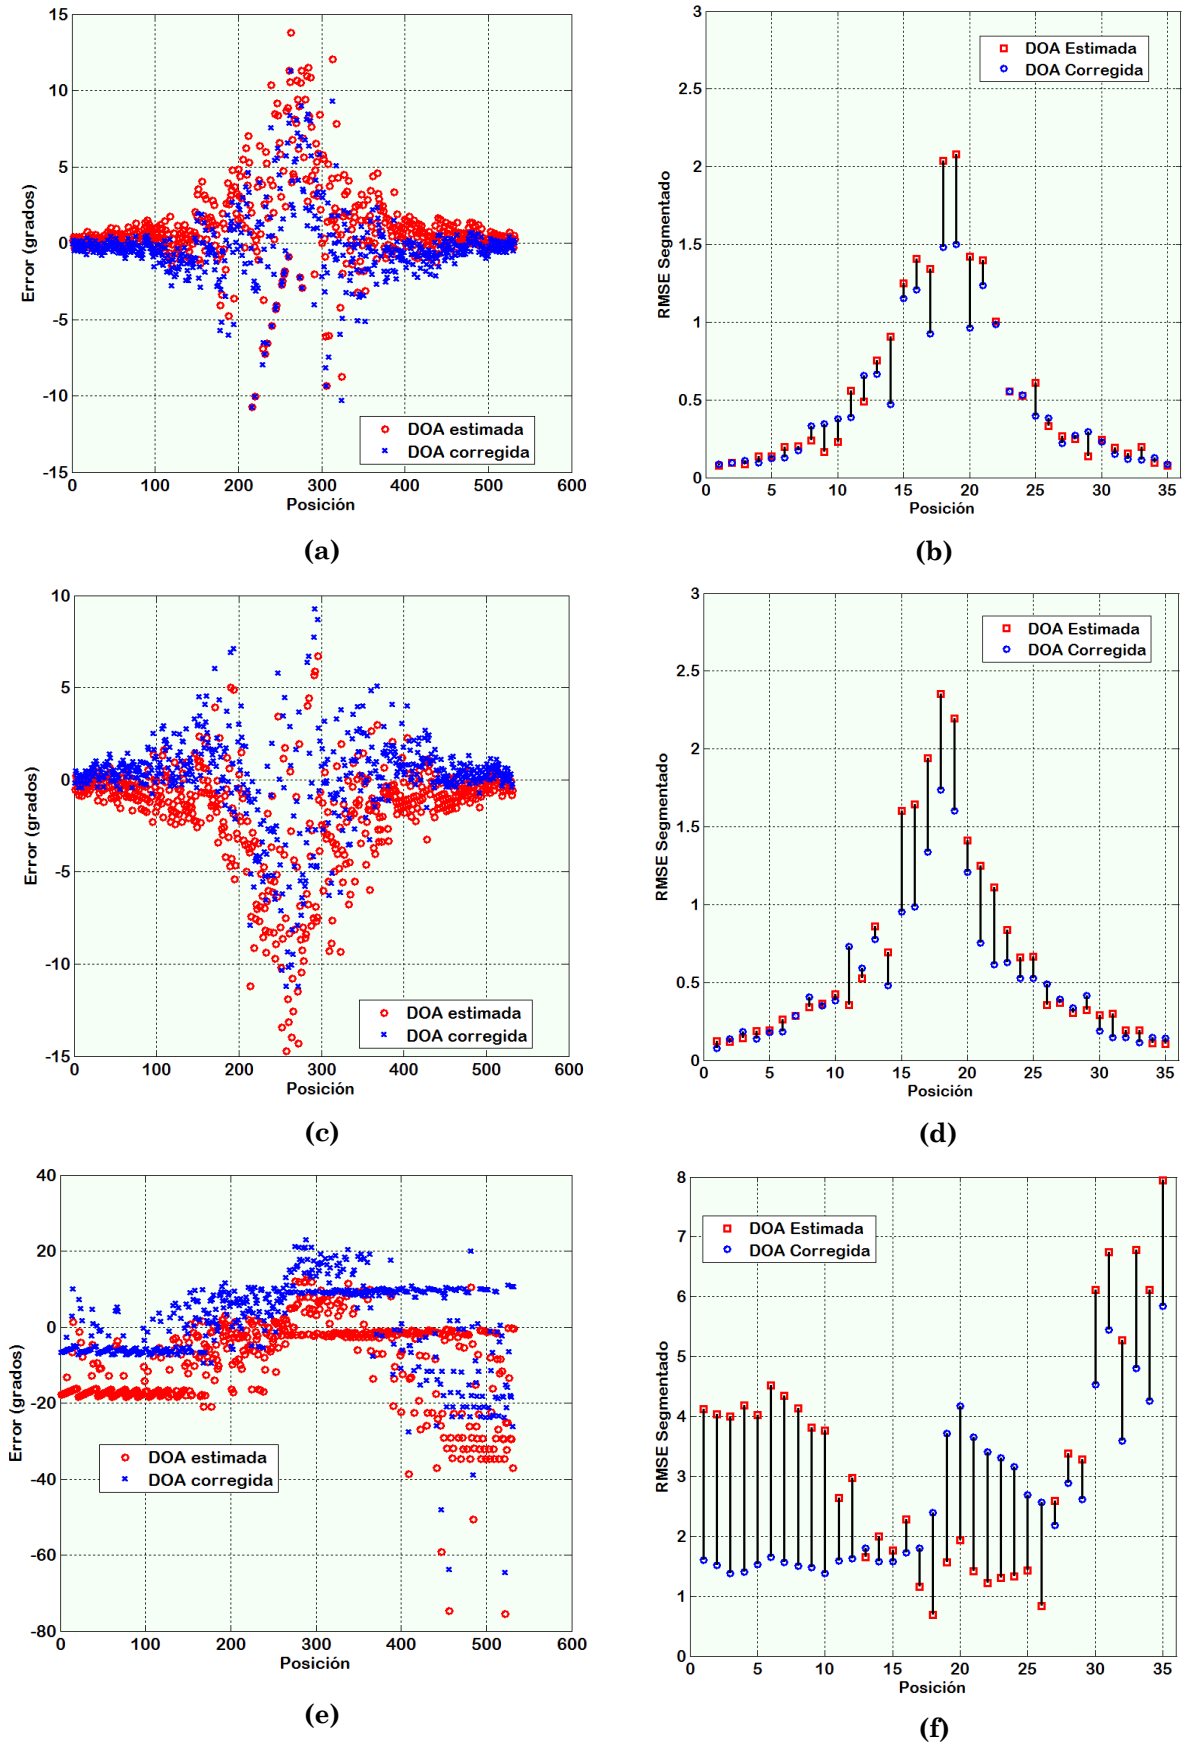 15
10
5
0
-5
-10
-15
0 100 200 300 400 500 600
Error (grados)
Posición
DOA estimada
DOA corregida
(a)
3
2.5
2
1.5
1
0.5
0
0 5 10 15 20 25 30 35
RMSE Segmentado
Posición
DOA Estimada
DOA Corregida
(b)
10
5
0
-5
-10
-15
0 100 200 300 400 500 600
Error (grados)
Posición
DOA estimada
DOA corregida
(c)
3
2.5
2
1.5
1
0.5
0
0 5 10 15 20 25 30 35
RMSE Segmentado
Posición
DOA Estimada
DOA Corregida
(d)
40
20
0
-20
-40
-60
-80
0 100 200 300 400 500 600
Error (grados)
Posición
DOA estimada
DOA corregida
(e)
8
7
6
5
4
3
2
1
0
0 5 10 15 20 25 30 35
RMSE Segmentado
Posición
DOA Estimada
DOA Corregida
(f)